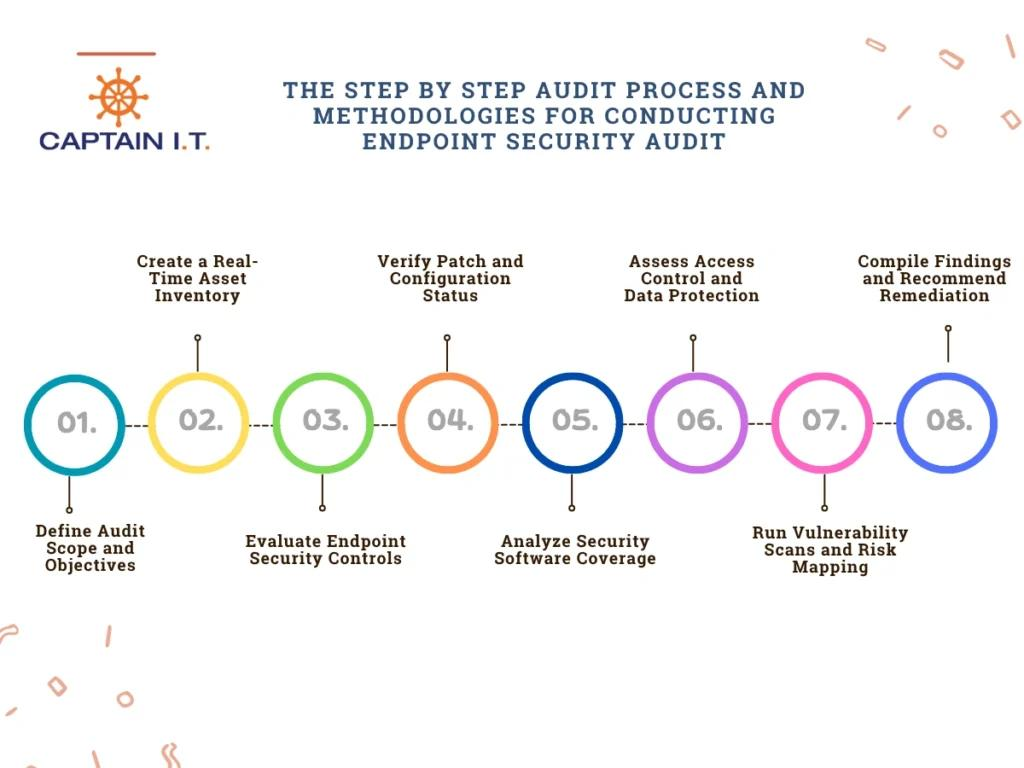 CAPTAIN I.T.
THE STEP BY STEP AUDIT PROCESS AND
METHODOLOGIES FOR CONDUCTING
ENDPOINT SECURITY AUDIT
01.
Define Audit
Scope and
Objectives
02.
Create a Real-
Time Asset
Inventory
03.
Evaluate Endpoint
Security Controls
04.
Verify Patch and
Configuration
Status
05.
Analyze Security
Software Coverage
06.
Assess Access
Control and
Data Protection
07.
Run Vulnerability
Scans and Risk
Mapping
08.
Compile Findings
and Recommend
Remediation